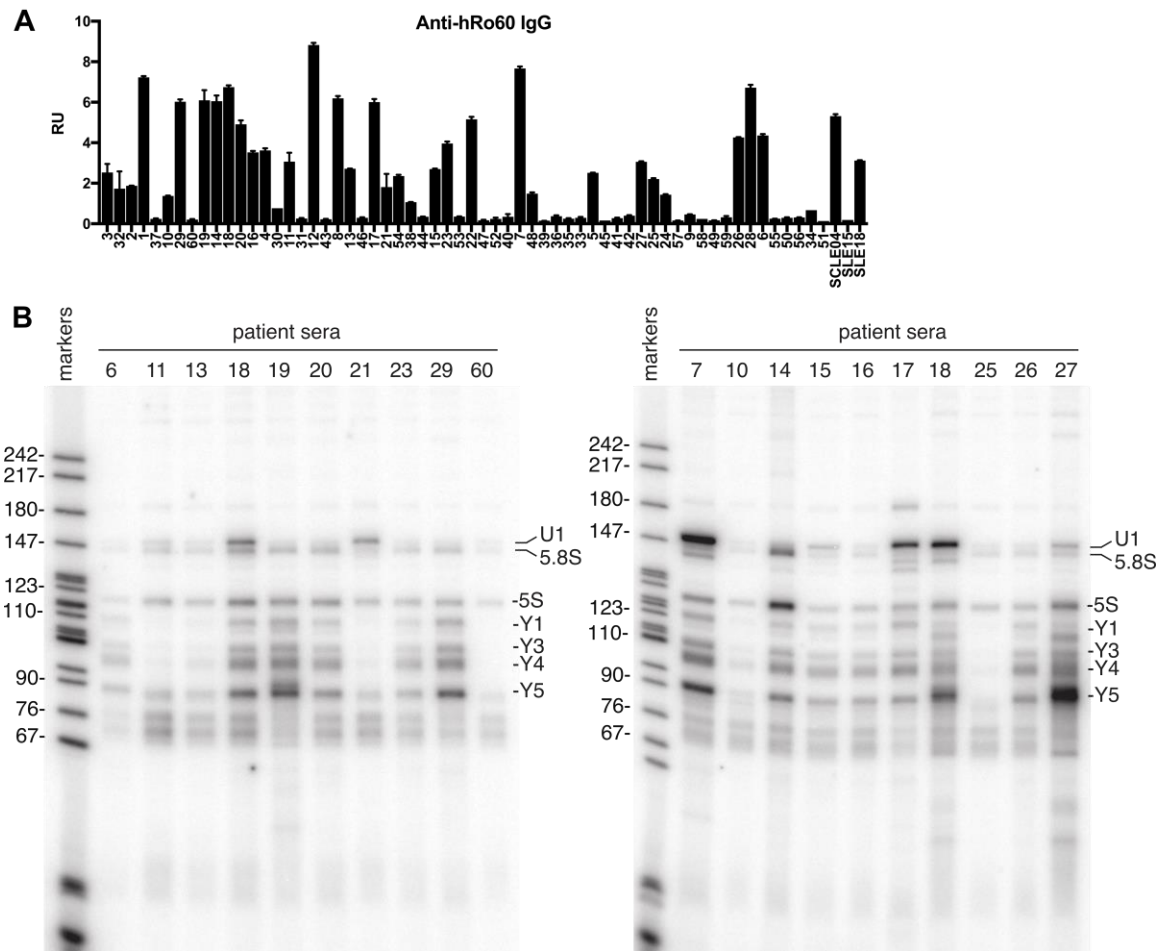 A
Anti-hRo60 IgG
RU
10
8
6
4
2
0
3 32 2 1 37 10 29 60 19 14 18 20 16 4 30 11 31 12 43 8 13 46 17 21 54 38 44 15 23 53 22 47 52 40 7 48 39 36 35 33 5 45 41 42 27 25 24 57 9 58 49 59 26 28 6 55 50 56 34 51 SCLE04 SLE15 SLE18
B
markers
patient sera
6 11 13 18 19 20 21 23 29 60
242-
217-
180-
147-
123-
110-
90-
76-
67-
U1
5.8S
-5S
-Y1
-Y3
-Y4
-Y5
markers
patient sera
7 10 14 15 16 17 18 25 26 27
242-
217-
180-
147-
123-
110-
90-
76-
67-
U1
5.8S
-5S
-Y1
-Y3
-Y4
-Y5